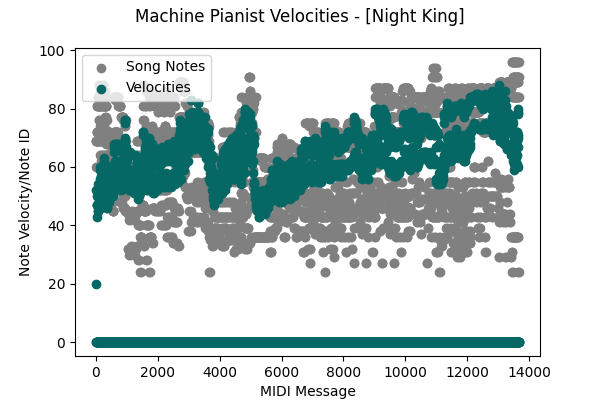 Machine Pianist Velocities - [Night King]
Song Notes
Velocities
Note Velocity/Note ID
100
80
60
40
20
0
0 2000 4000 6000 8000 10000 12000 14000
MIDI Message